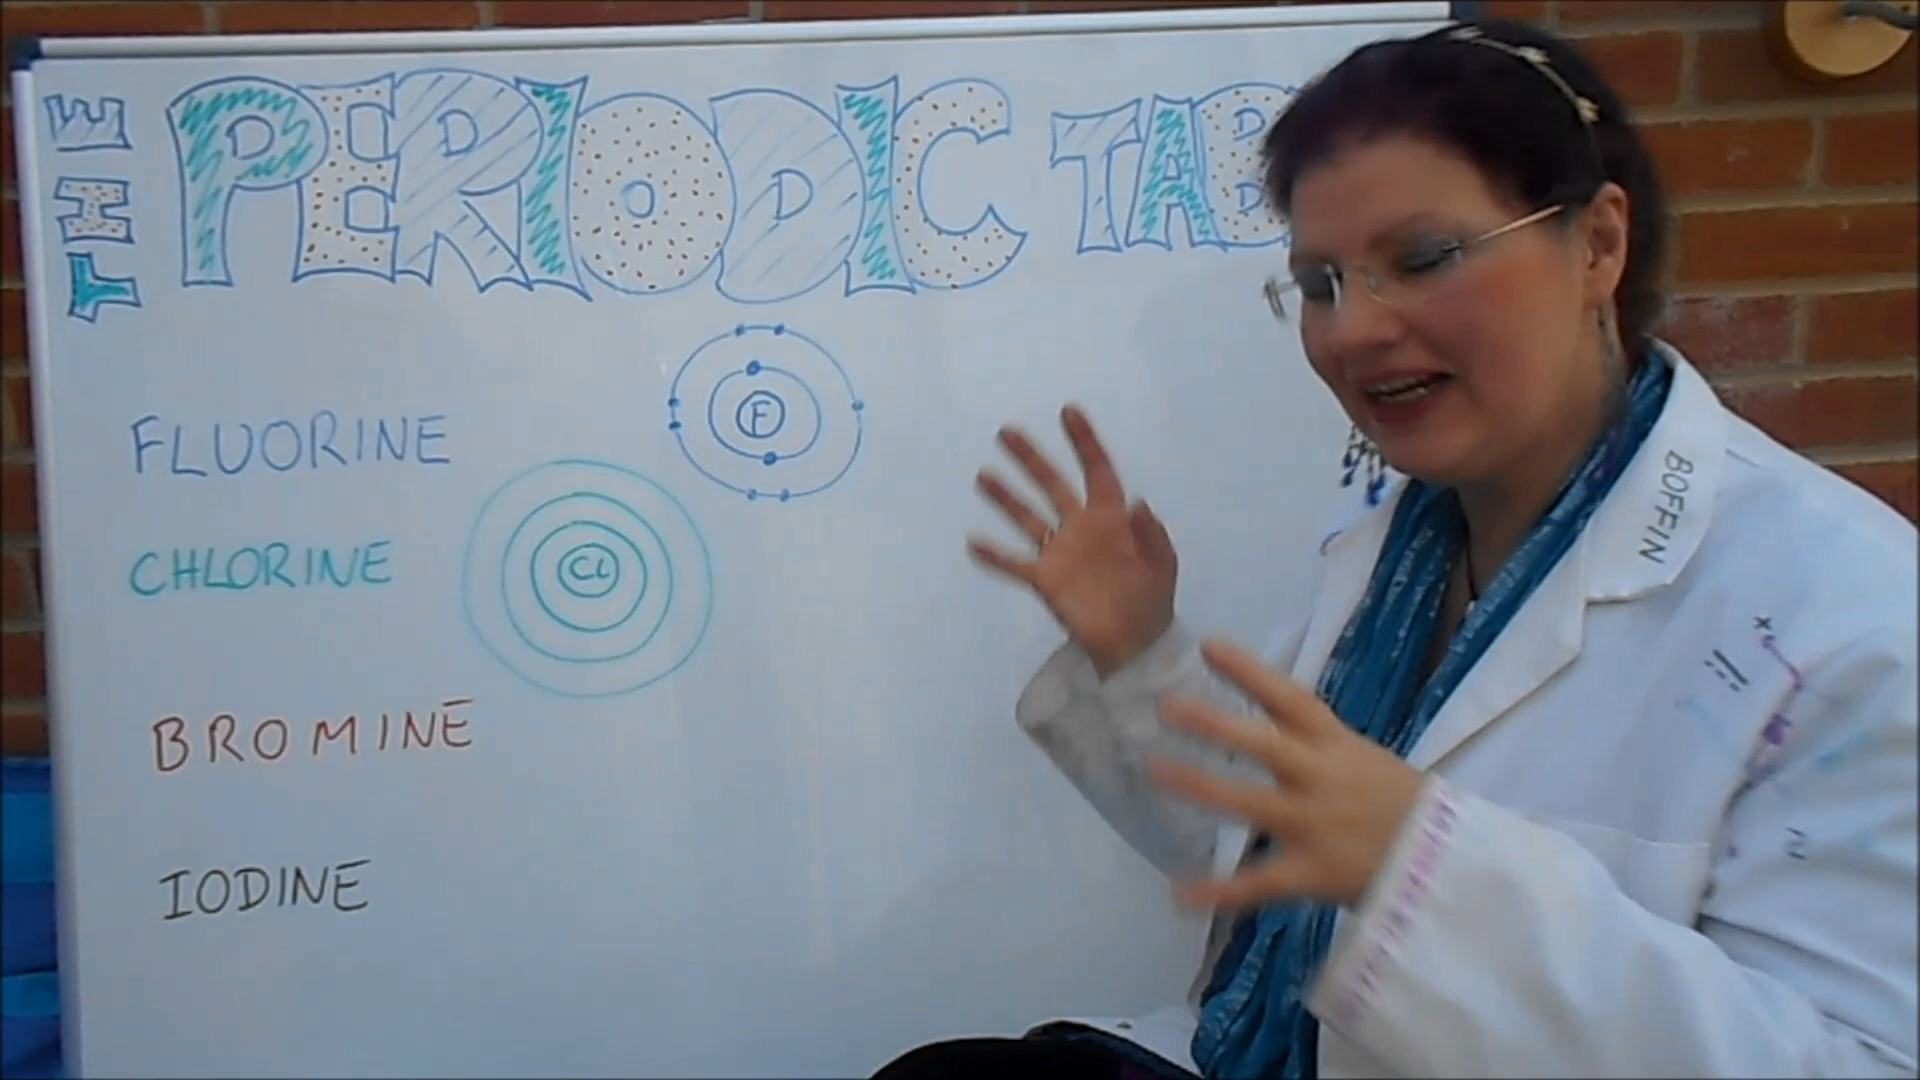 THE PERIODIC TAB
F
FLUORINE
Cl
CHLORINE
BROMINE
IODINE
BOFFIN